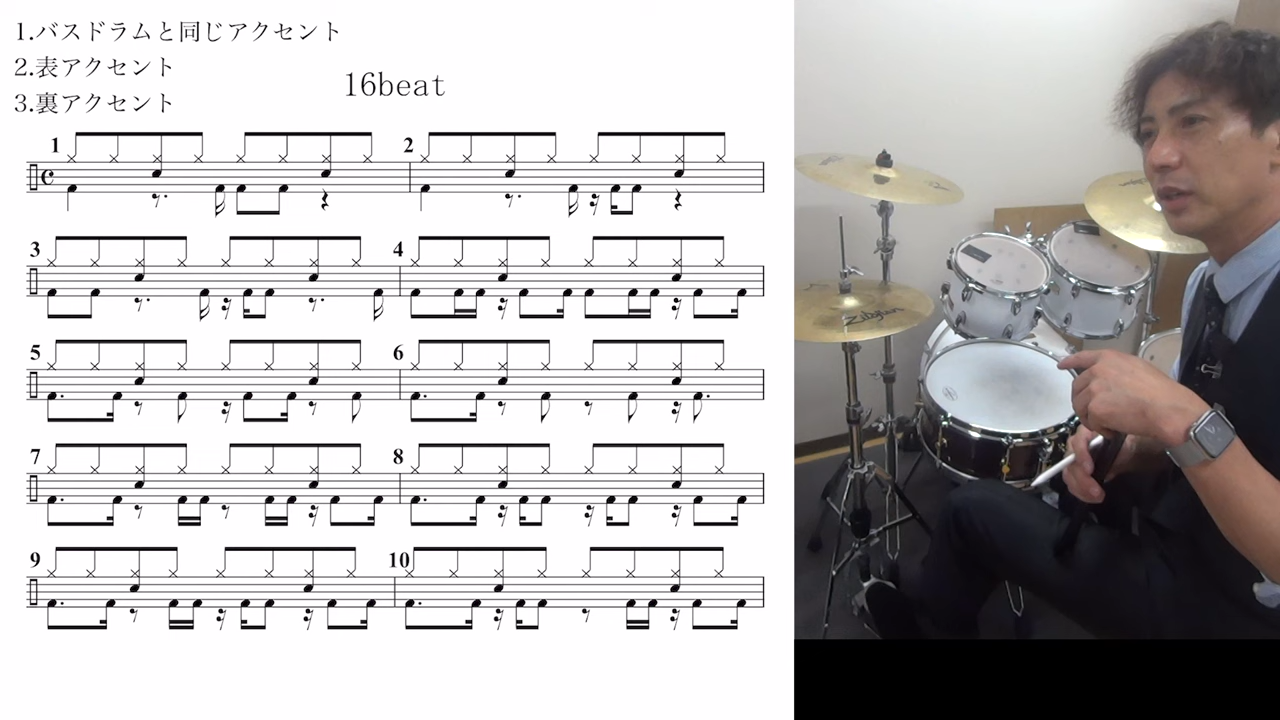 1.バスドラムと同じアクセント
2.表アクセント
3.裏アクセント
16beat
1 2
3 4
5 6
7 8
9 10
Zildjian